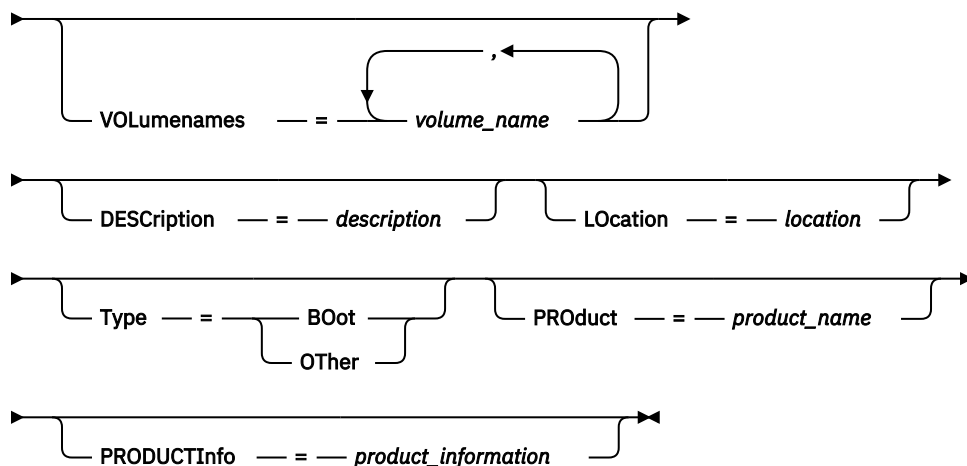 ,
VOLumenames = volume_name
DESCription = description LOcation = location
Type = BOot PROduct = product_name
OTher
PRODUCTInfo = product_information